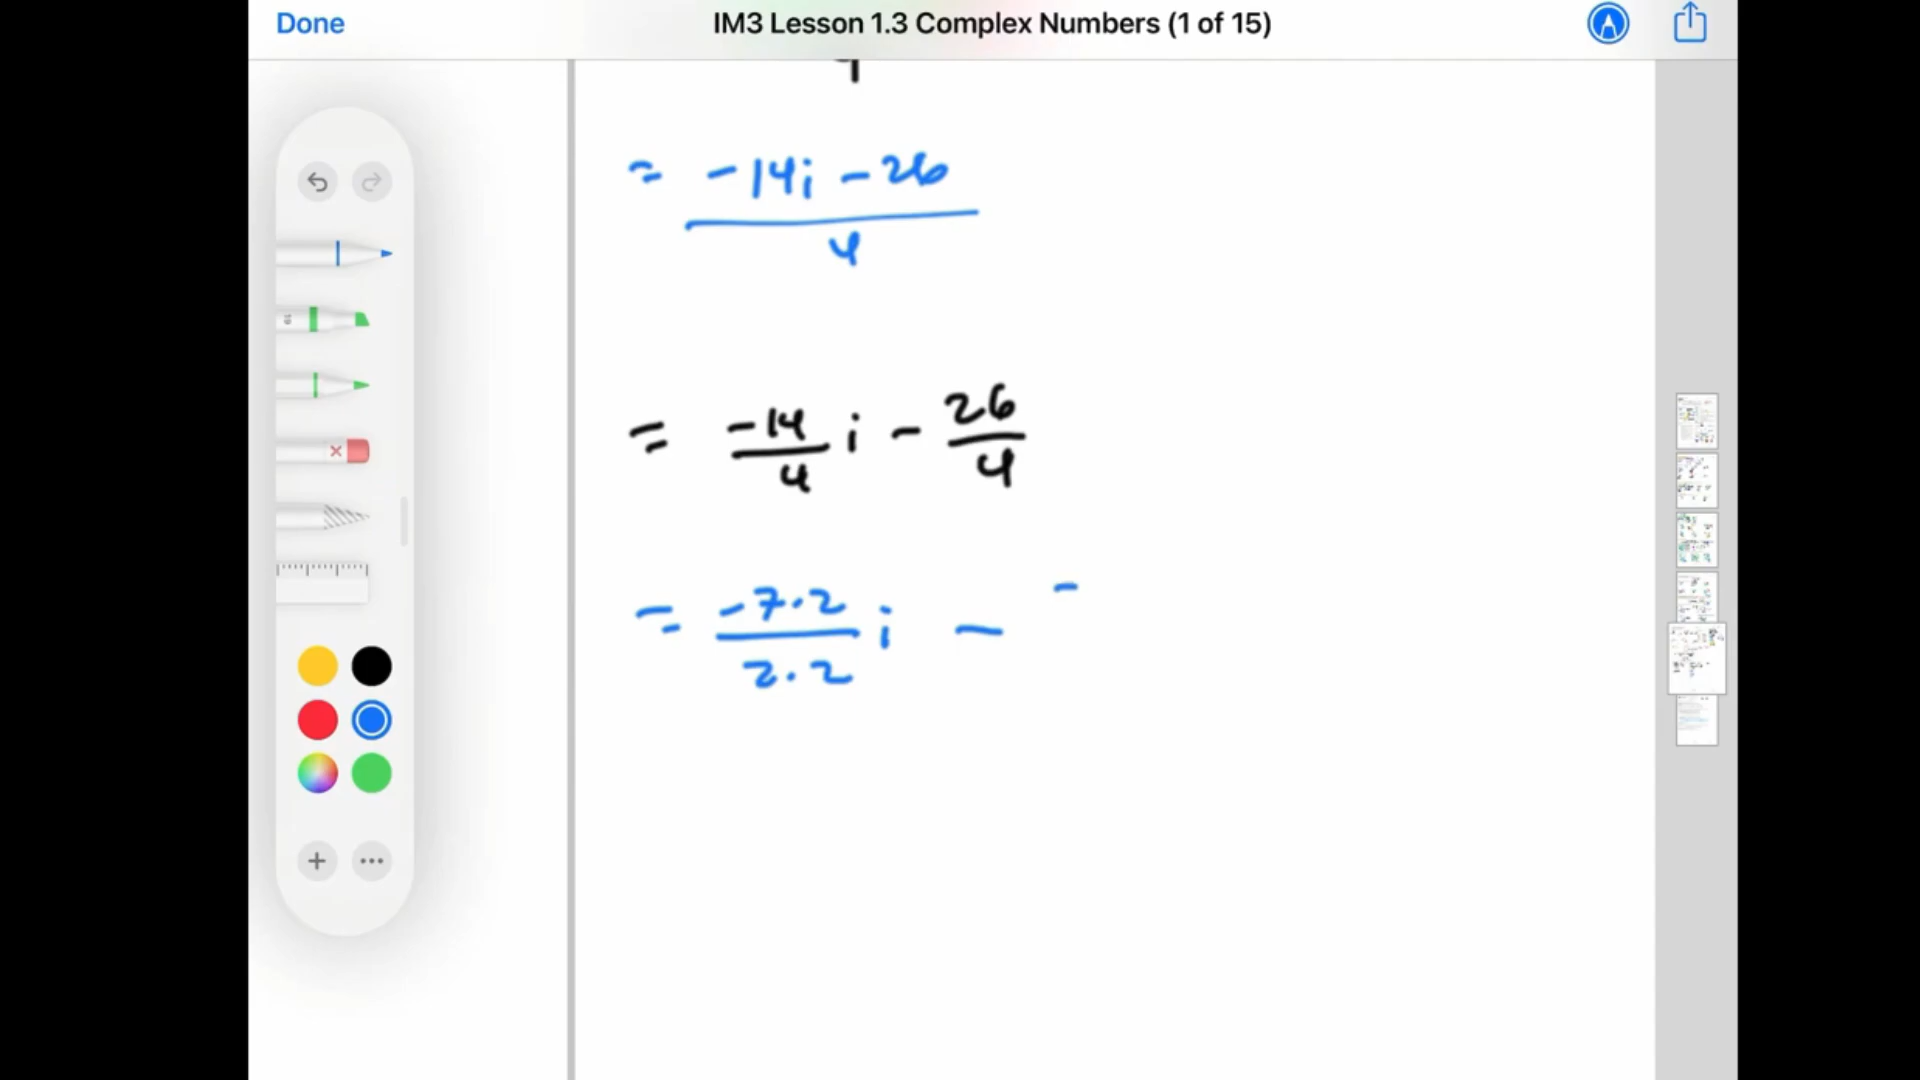 Done IM3 Lesson 1.3 Complex Numbers (1 of 15)
4
= -14i - 26
4
= -14/4 i - 26/4
= -7·2/2·2 i - -